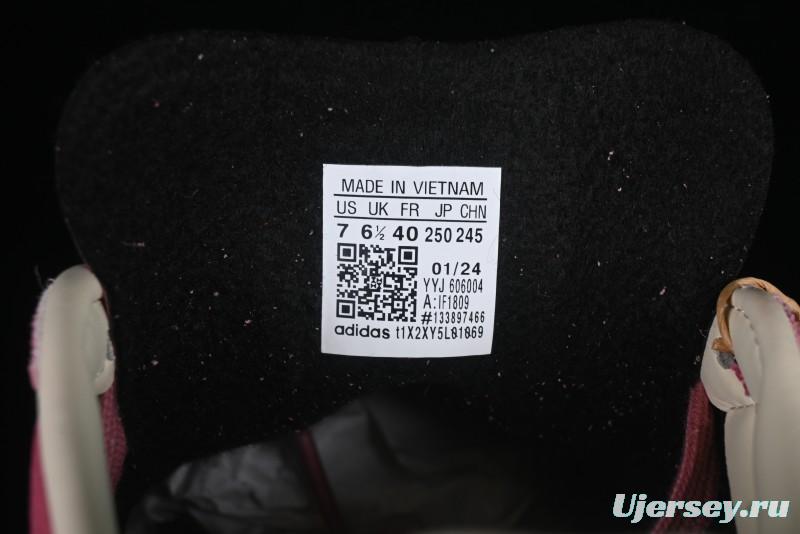 MADE IN VIETNAM
US UK FR JP CHN
7 6½ 40 250 245
01/24
YYJ 606004
A:IF1809
#133897466
adidas t1X2XY5L81869
Ujersey.ru